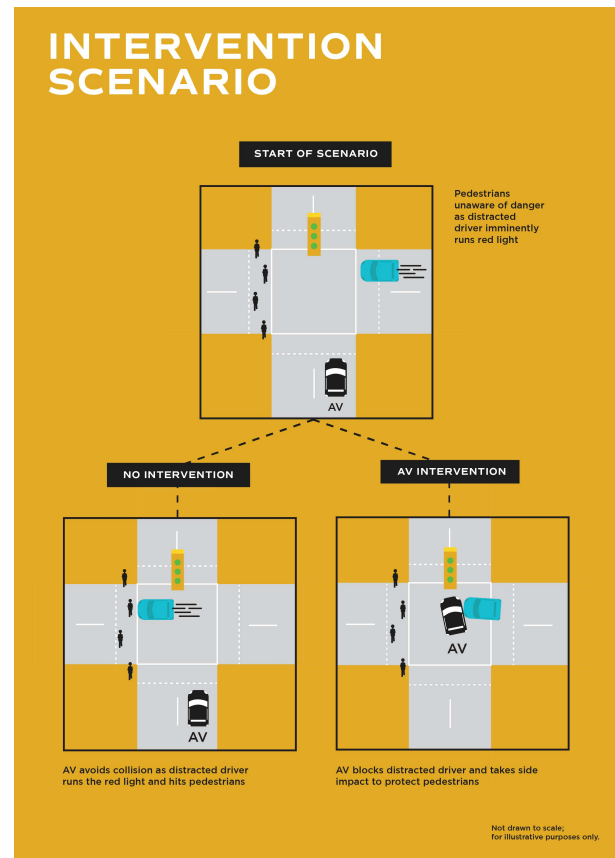 INTERVENTION
SCENARIO
START OF SCENARIO
Pedestrians
unaware of danger
as distracted
driver imminently
runs red light
AV
NO INTERVENTION
AV INTERVENTION
AV
AV
AV avoids collision as distracted driver
runs the red light and hits pedestrians
AV blocks distracted driver and takes side
impact to protect pedestrians
Not drawn to scale;
for illustrative purposes only.